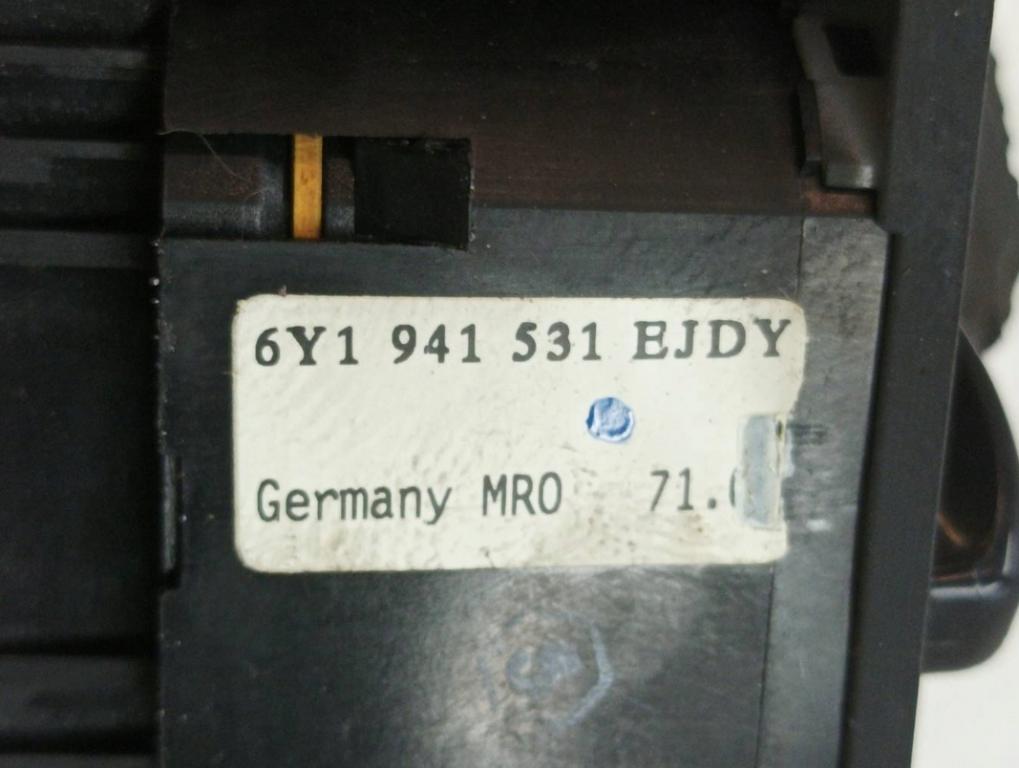 6Y1 941 531 EJDY
Germany MRO 71.